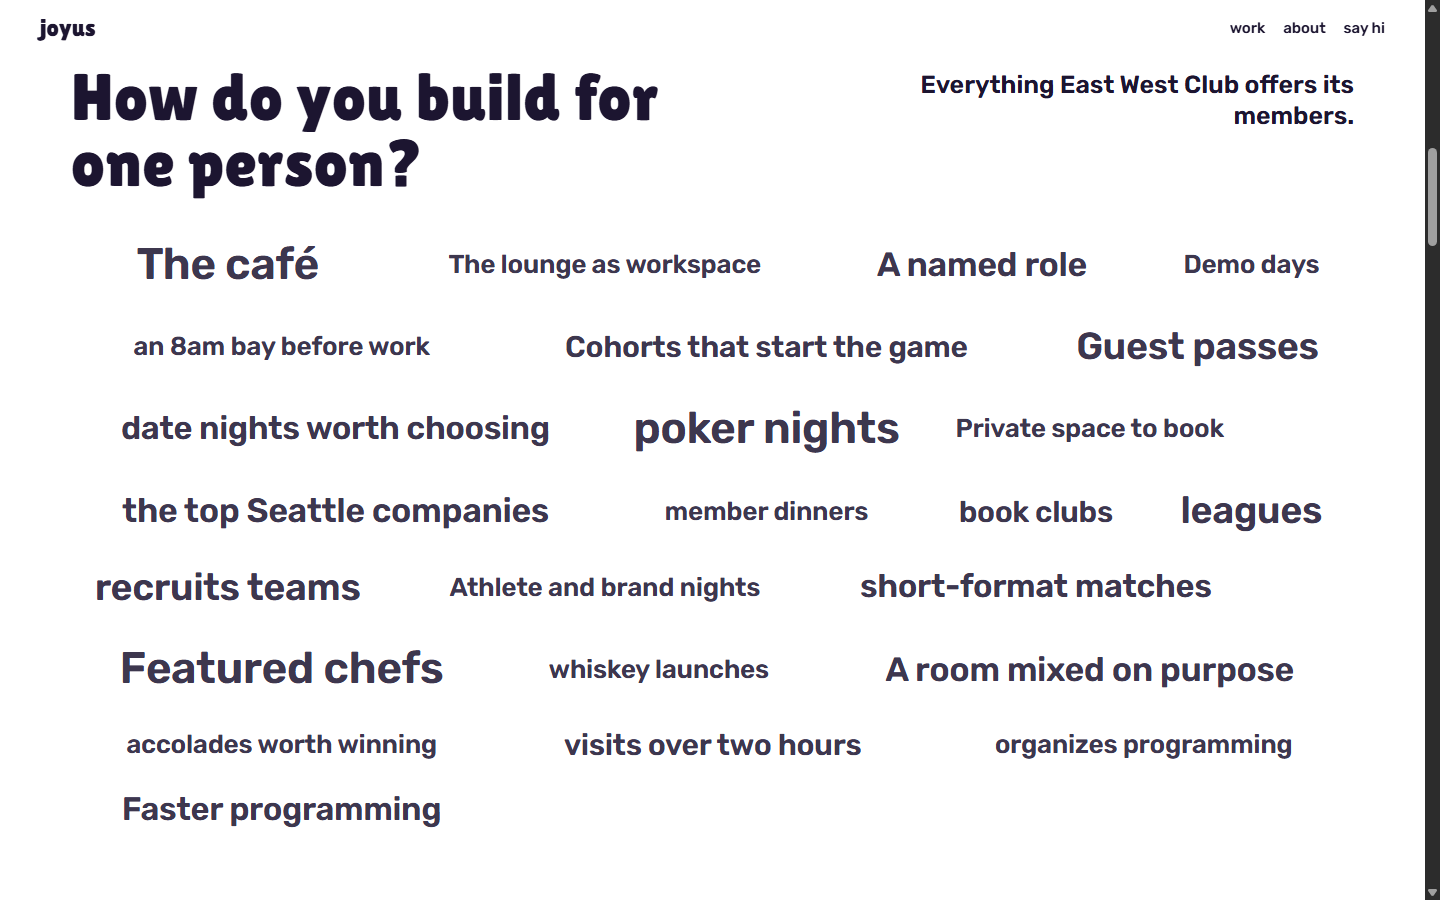 joyus
work about say hi
How do you build for
one person?
Everything East West Club offers its
members.
The café The lounge as workspace A named role Demo days
an 8am bay before work Cohorts that start the game Guest passes
date nights worth choosing poker nights Private space to book
the top Seattle companies member dinners book clubs leagues
recruits teams Athlete and brand nights short-format matches
Featured chefs whiskey launches A room mixed on purpose
accolades worth winning visits over two hours organizes programming
Faster programming